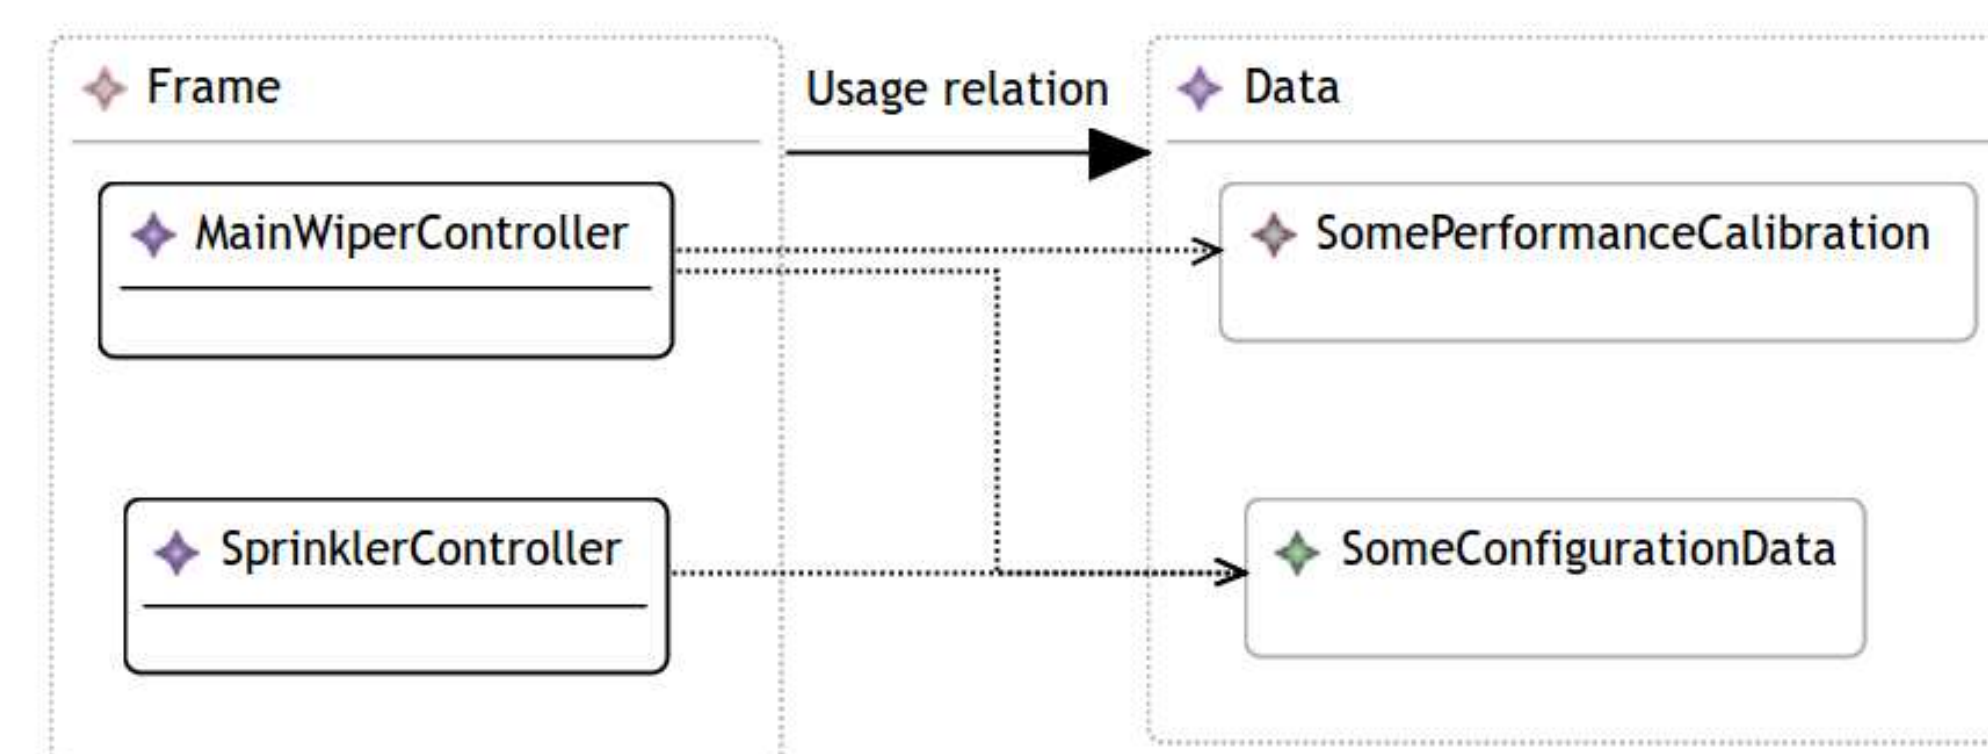 Frame
Usage relation
Data
MainWiperController
SomePerformanceCalibration
SprinklerController
SomeConfigurationData